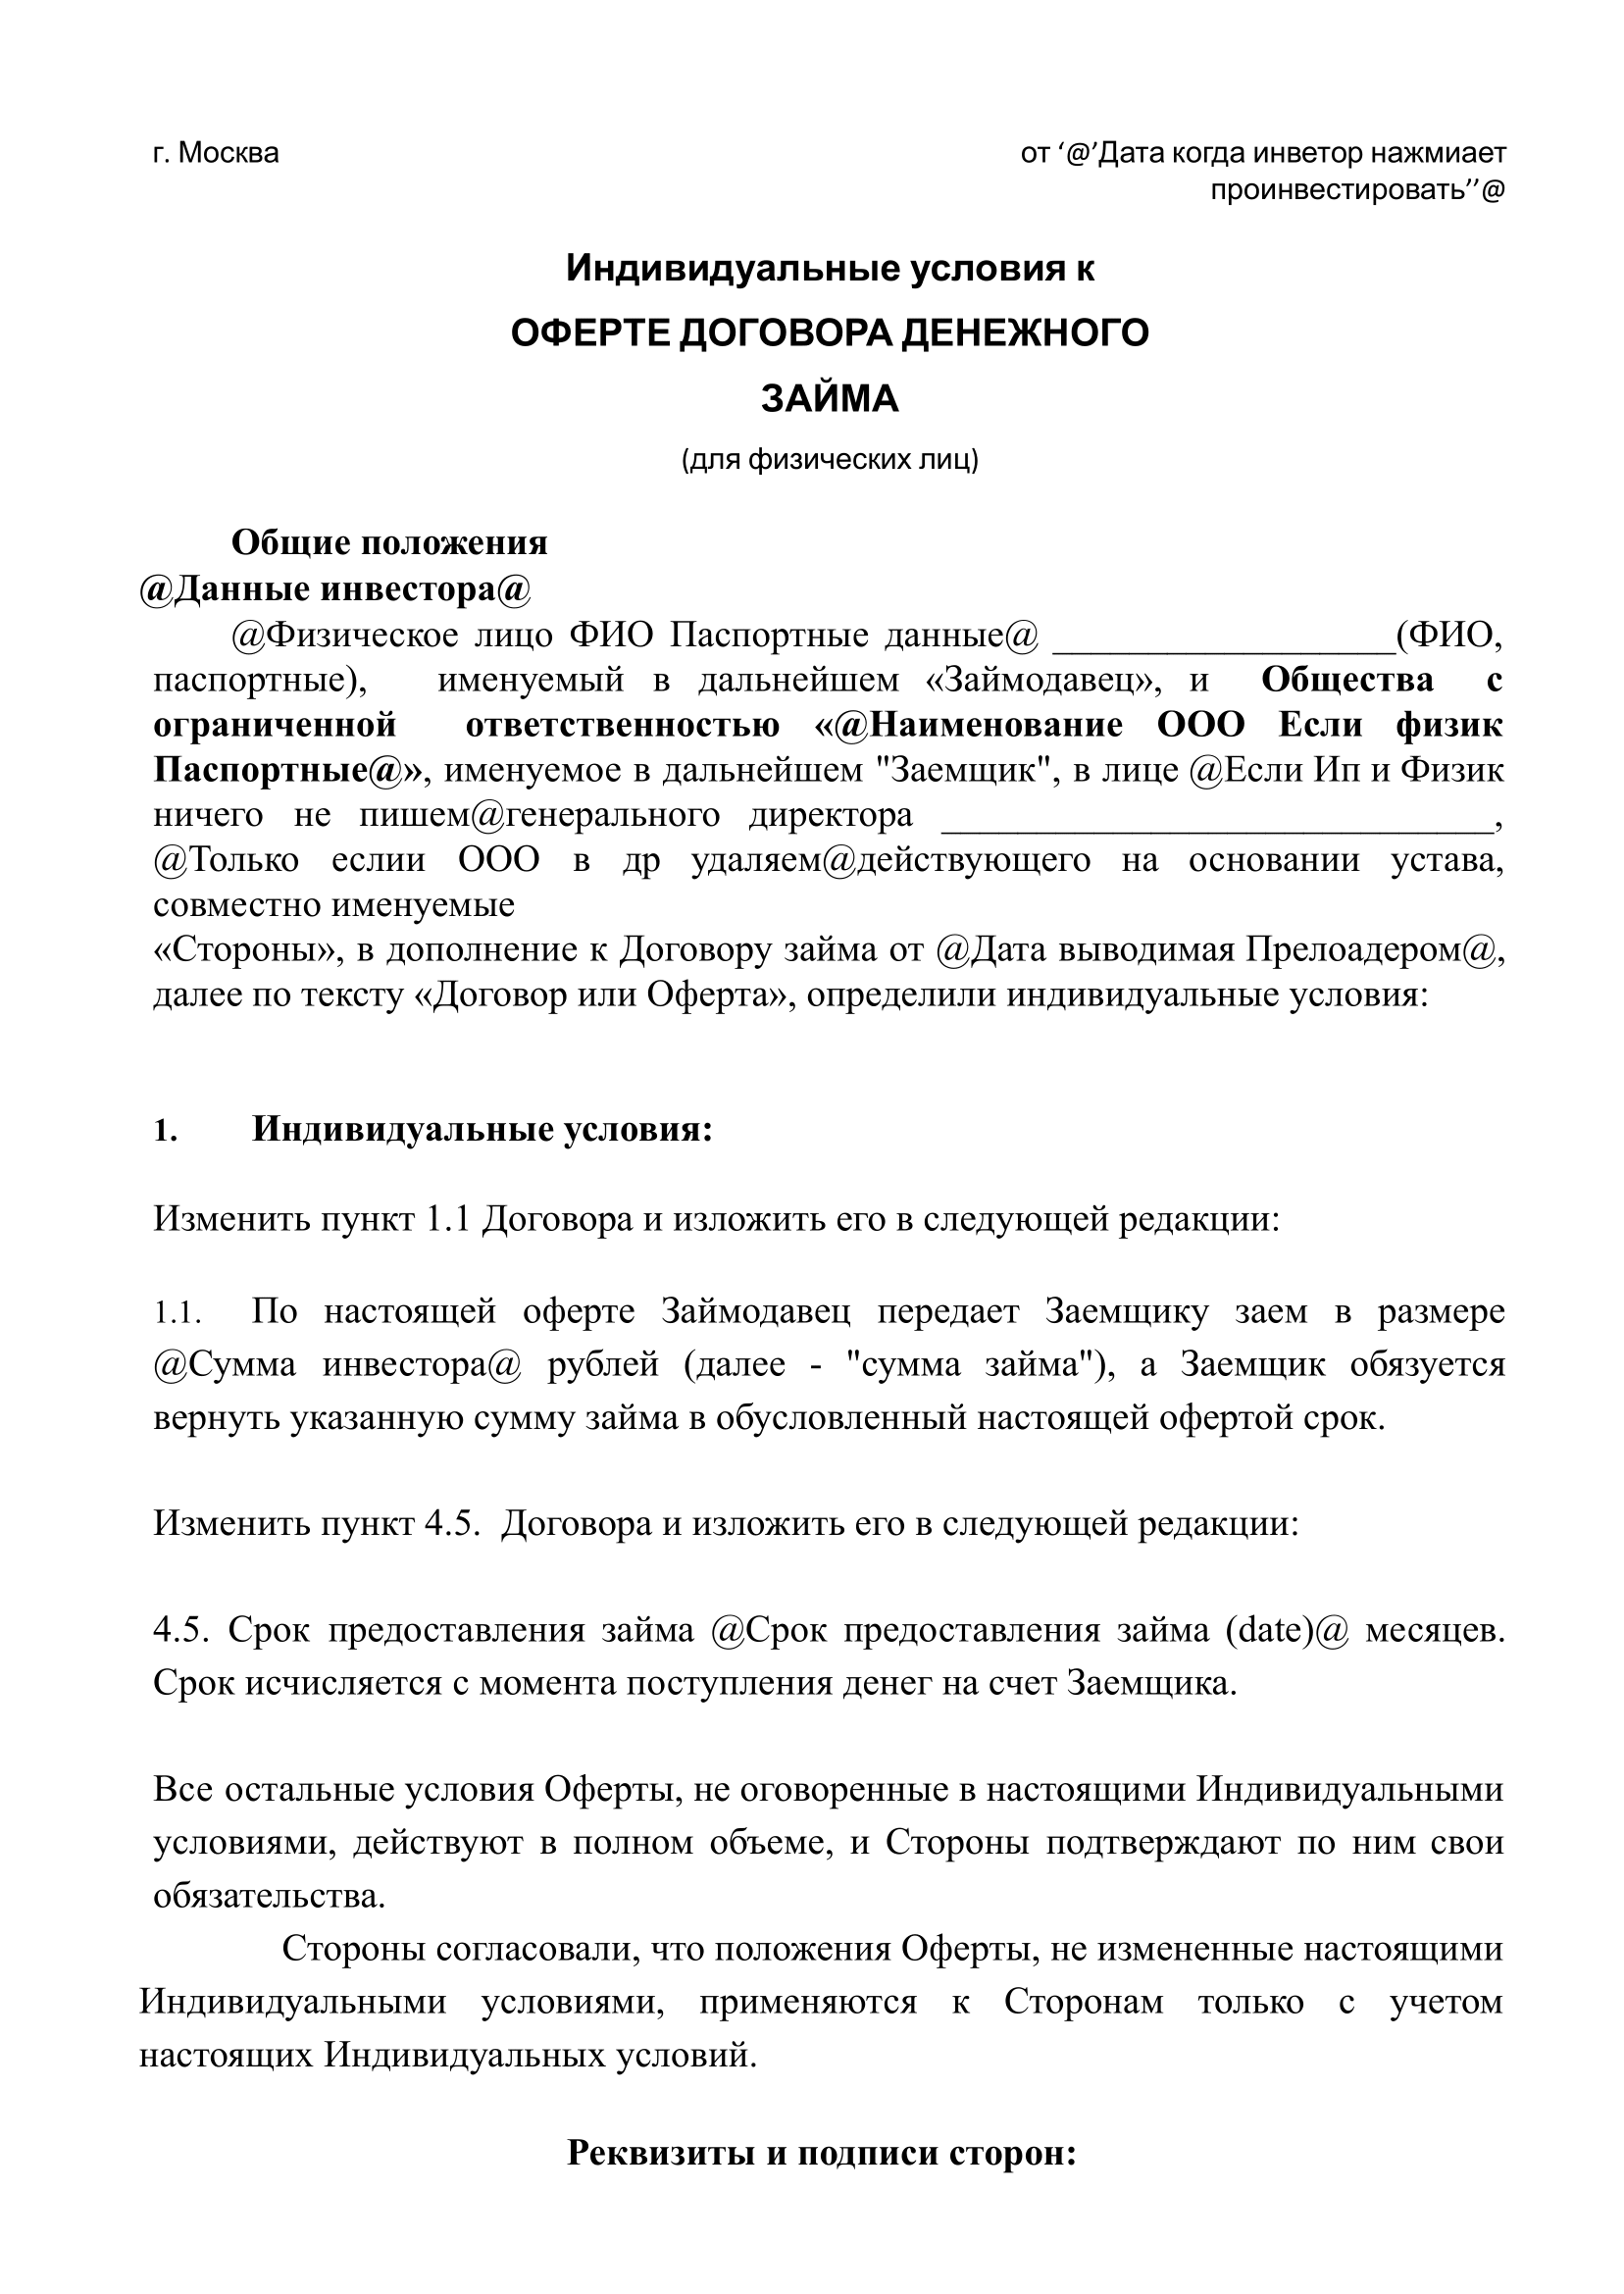 г. Москва
от ‘@’Дата когда инветор нажмиает
проинвестировать’’@
Индивидуальные условия к
ОФЕРТЕ ДОГОВОРА ДЕНЕЖНОГО
ЗАЙМА
(для физических лиц)
Общие положения
@Данные инвестора@
@Физическое лицо ФИО Паспортные данные@ __________________(ФИО,
паспортные), именуемый в дальнейшем «Займодавец», и Общества с
ограниченной ответственностью «@Наименование ООО Если физик
Паспортные@», именуемое в дальнейшем "Заемщик", в лице @Если Ип и Физик
ничего не пишем@генерального директора _____________________________,
@Только еслии ООО в др удаляем@действующего на основании устава,
совместно именуемые
«Стороны», в дополнение к Договору займа от @Дата выводимая Прелоадером@,
далее по тексту «Договор или Оферта», определили индивидуальные условия:
1. Индивидуальные условия:
Изменить пункт 1.1 Договора и изложить его в следующей редакции:
1.1. По настоящей оферте Займодавец передает Заемщику заем в размере
@Сумма инвестора@ рублей (далее - "сумма займа"), а Заемщик обязуется
вернуть указанную сумму займа в обусловленный настоящей офертой срок.
Изменить пункт 4.5. Договора и изложить его в следующей редакции:
4.5. Срок предоставления займа @Срок предоставления займа (date)@ месяцев.
Срок исчисляется с момента поступления денег на счет Заемщика.
Все остальные условия Оферты, не оговоренные в настоящими Индивидуальными
условиями, действуют в полном объеме, и Стороны подтверждают по ним свои
обязательства.
Стороны согласовали, что положения Оферты, не измененные настоящими
Индивидуальными условиями, применяются к Сторонам только с учетом
настоящих Индивидуальных условий.
Реквизиты и подписи сторон: